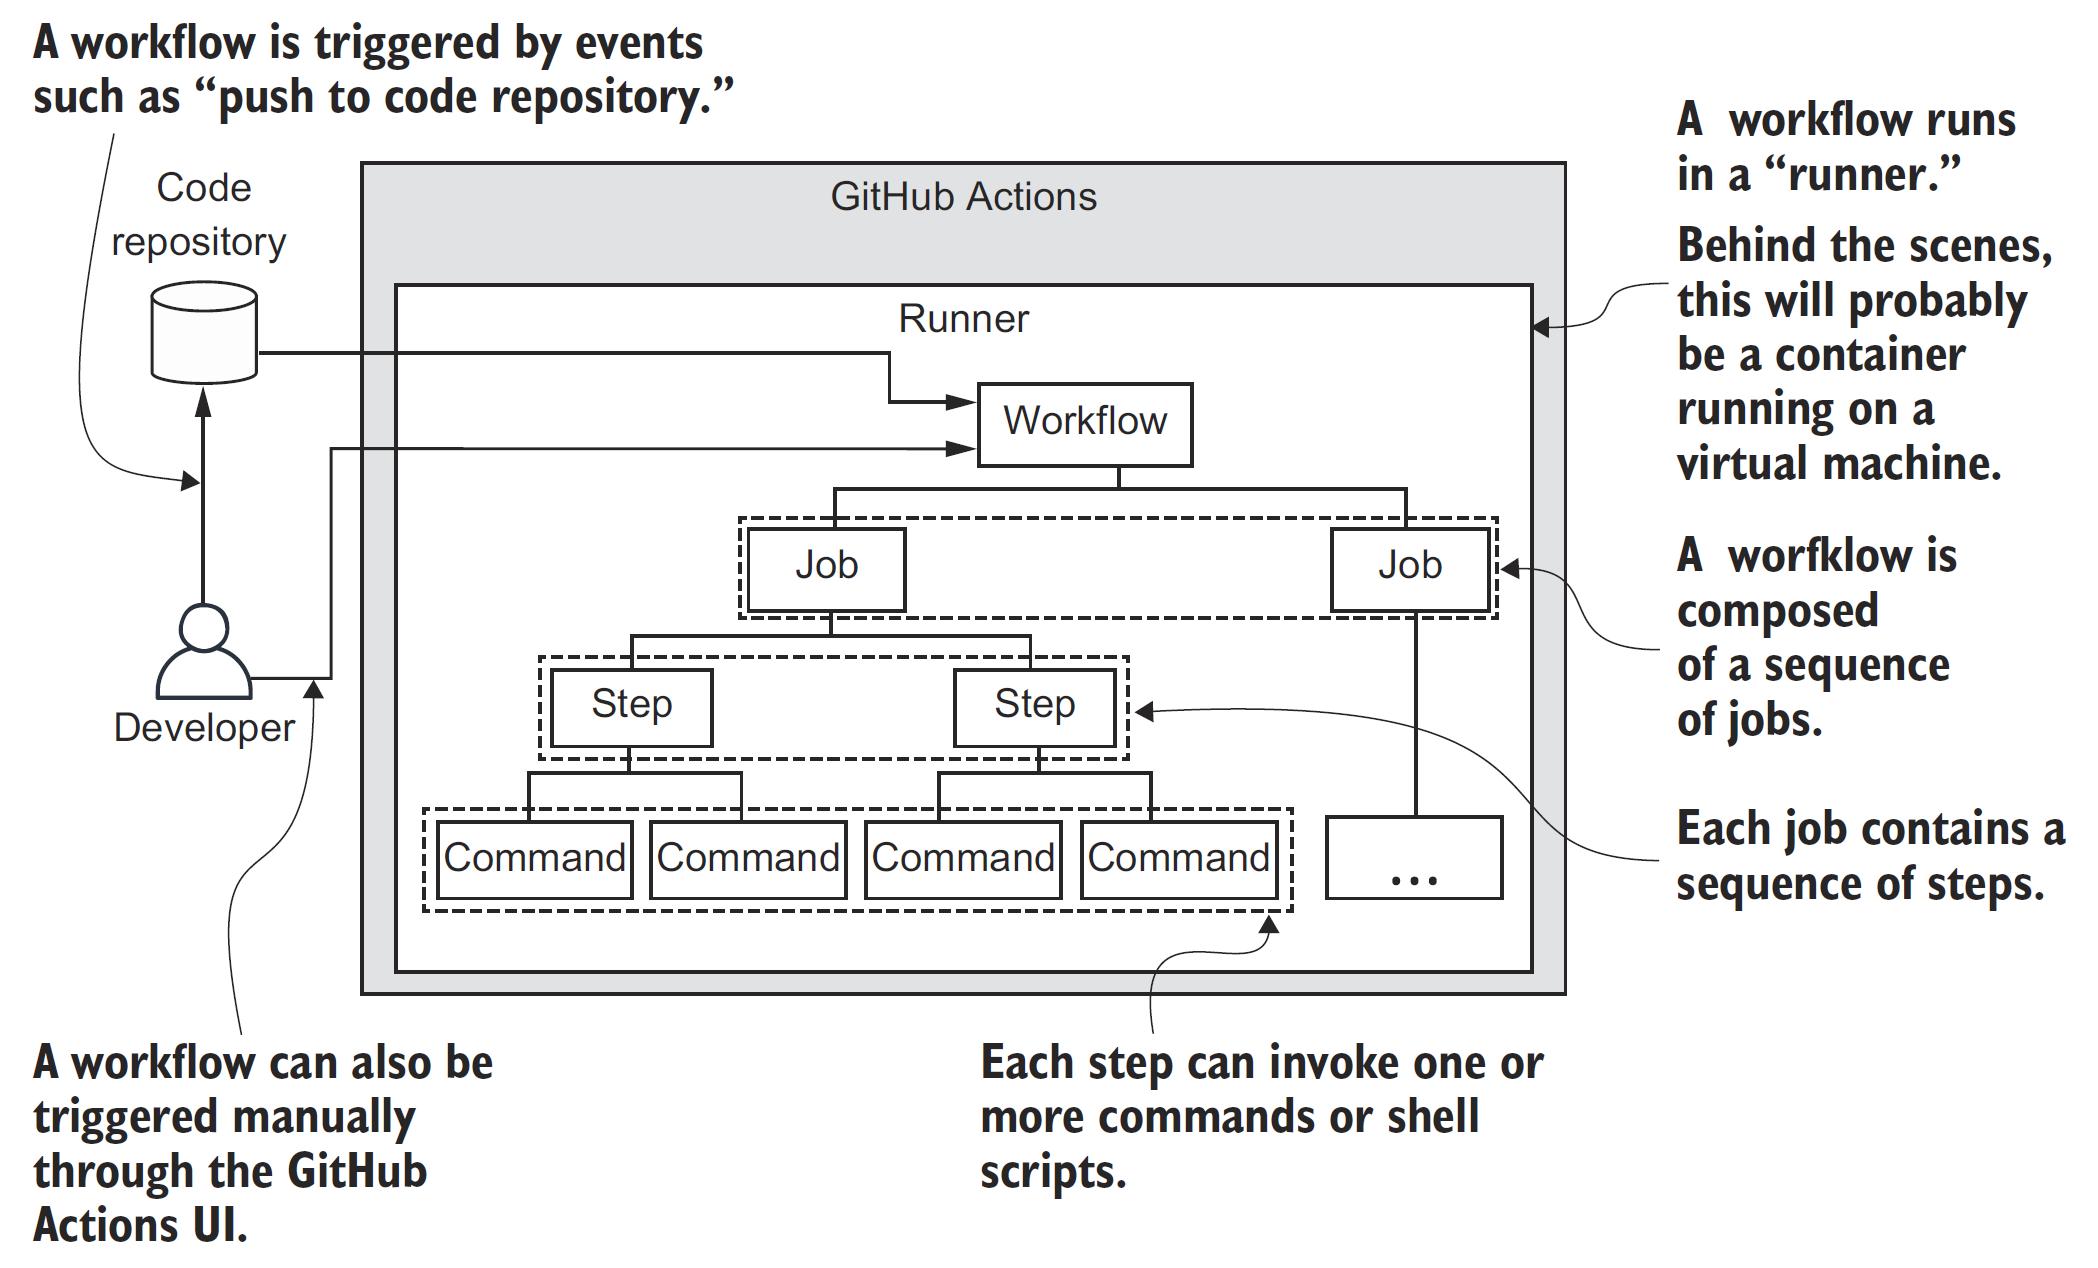 A workflow is triggered by events
such as “push to code repository.”
Code
repository
Developer
GitHub Actions
Runner
Workflow
Job
Job
Step
Step
Command
Command
Command
Command
...
A workflow runs
in a “runner.”
Behind the scenes,
this will probably
be a container
running on a
virtual machine.
A worfklow is
composed
of a sequence
of jobs.
Each job contains a
sequence of steps.
A workflow can also be
triggered manually
through the GitHub
Actions UI.
Each step can invoke one or
more commands or shell
scripts.